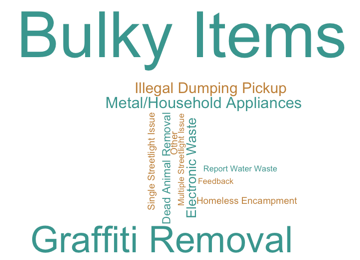 Bulky Items
Illegal Dumping Pickup
Metal/Household Appliances
Single Streetlight Issue
Dead Animal Removal
Other
Multiple Streetlight Issue
Electronic Waste
Report Water Waste
Feedback
Homeless Encampment
Graffiti Removal